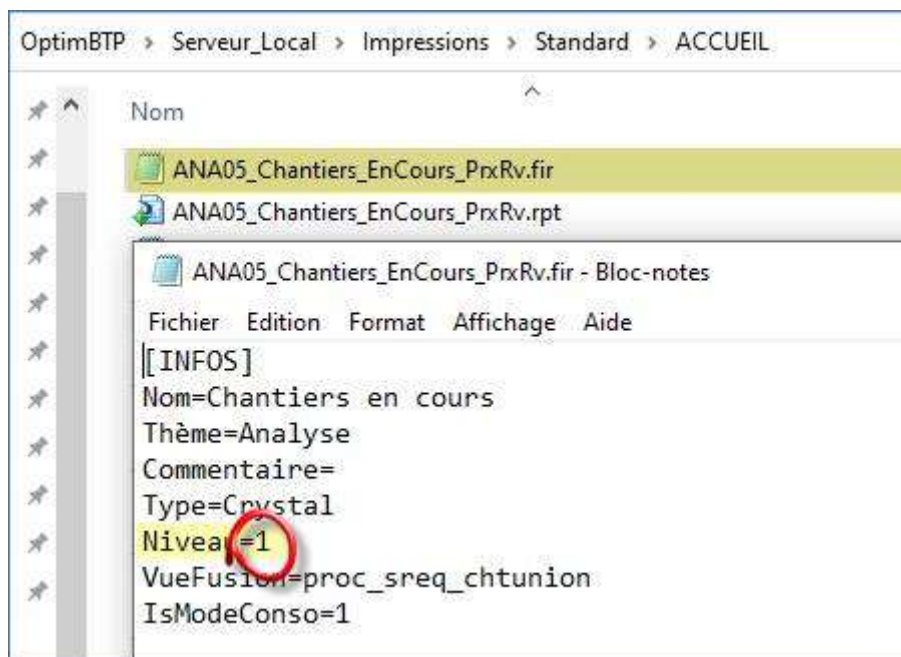 OptimBTP > Serveur_Local > Impressions > Standard > ACCUEIL
Nom
ANA05_Chantiers_EnCours_PrxRv.fir
ANA05_Chantiers_EnCours_PrxRv.rpt
ANA05_Chantiers_EnCours_PrxRv.fir - Bloc-notes
Fichier Edition Format Affichage Aide
[INFOS]
Nom=Chantiers en cours
Thème=Analyse
Commentaire=
Type=Crystal
Niveau=1
VueFusion=proc_sreq_chtunion
IsModeConso=1